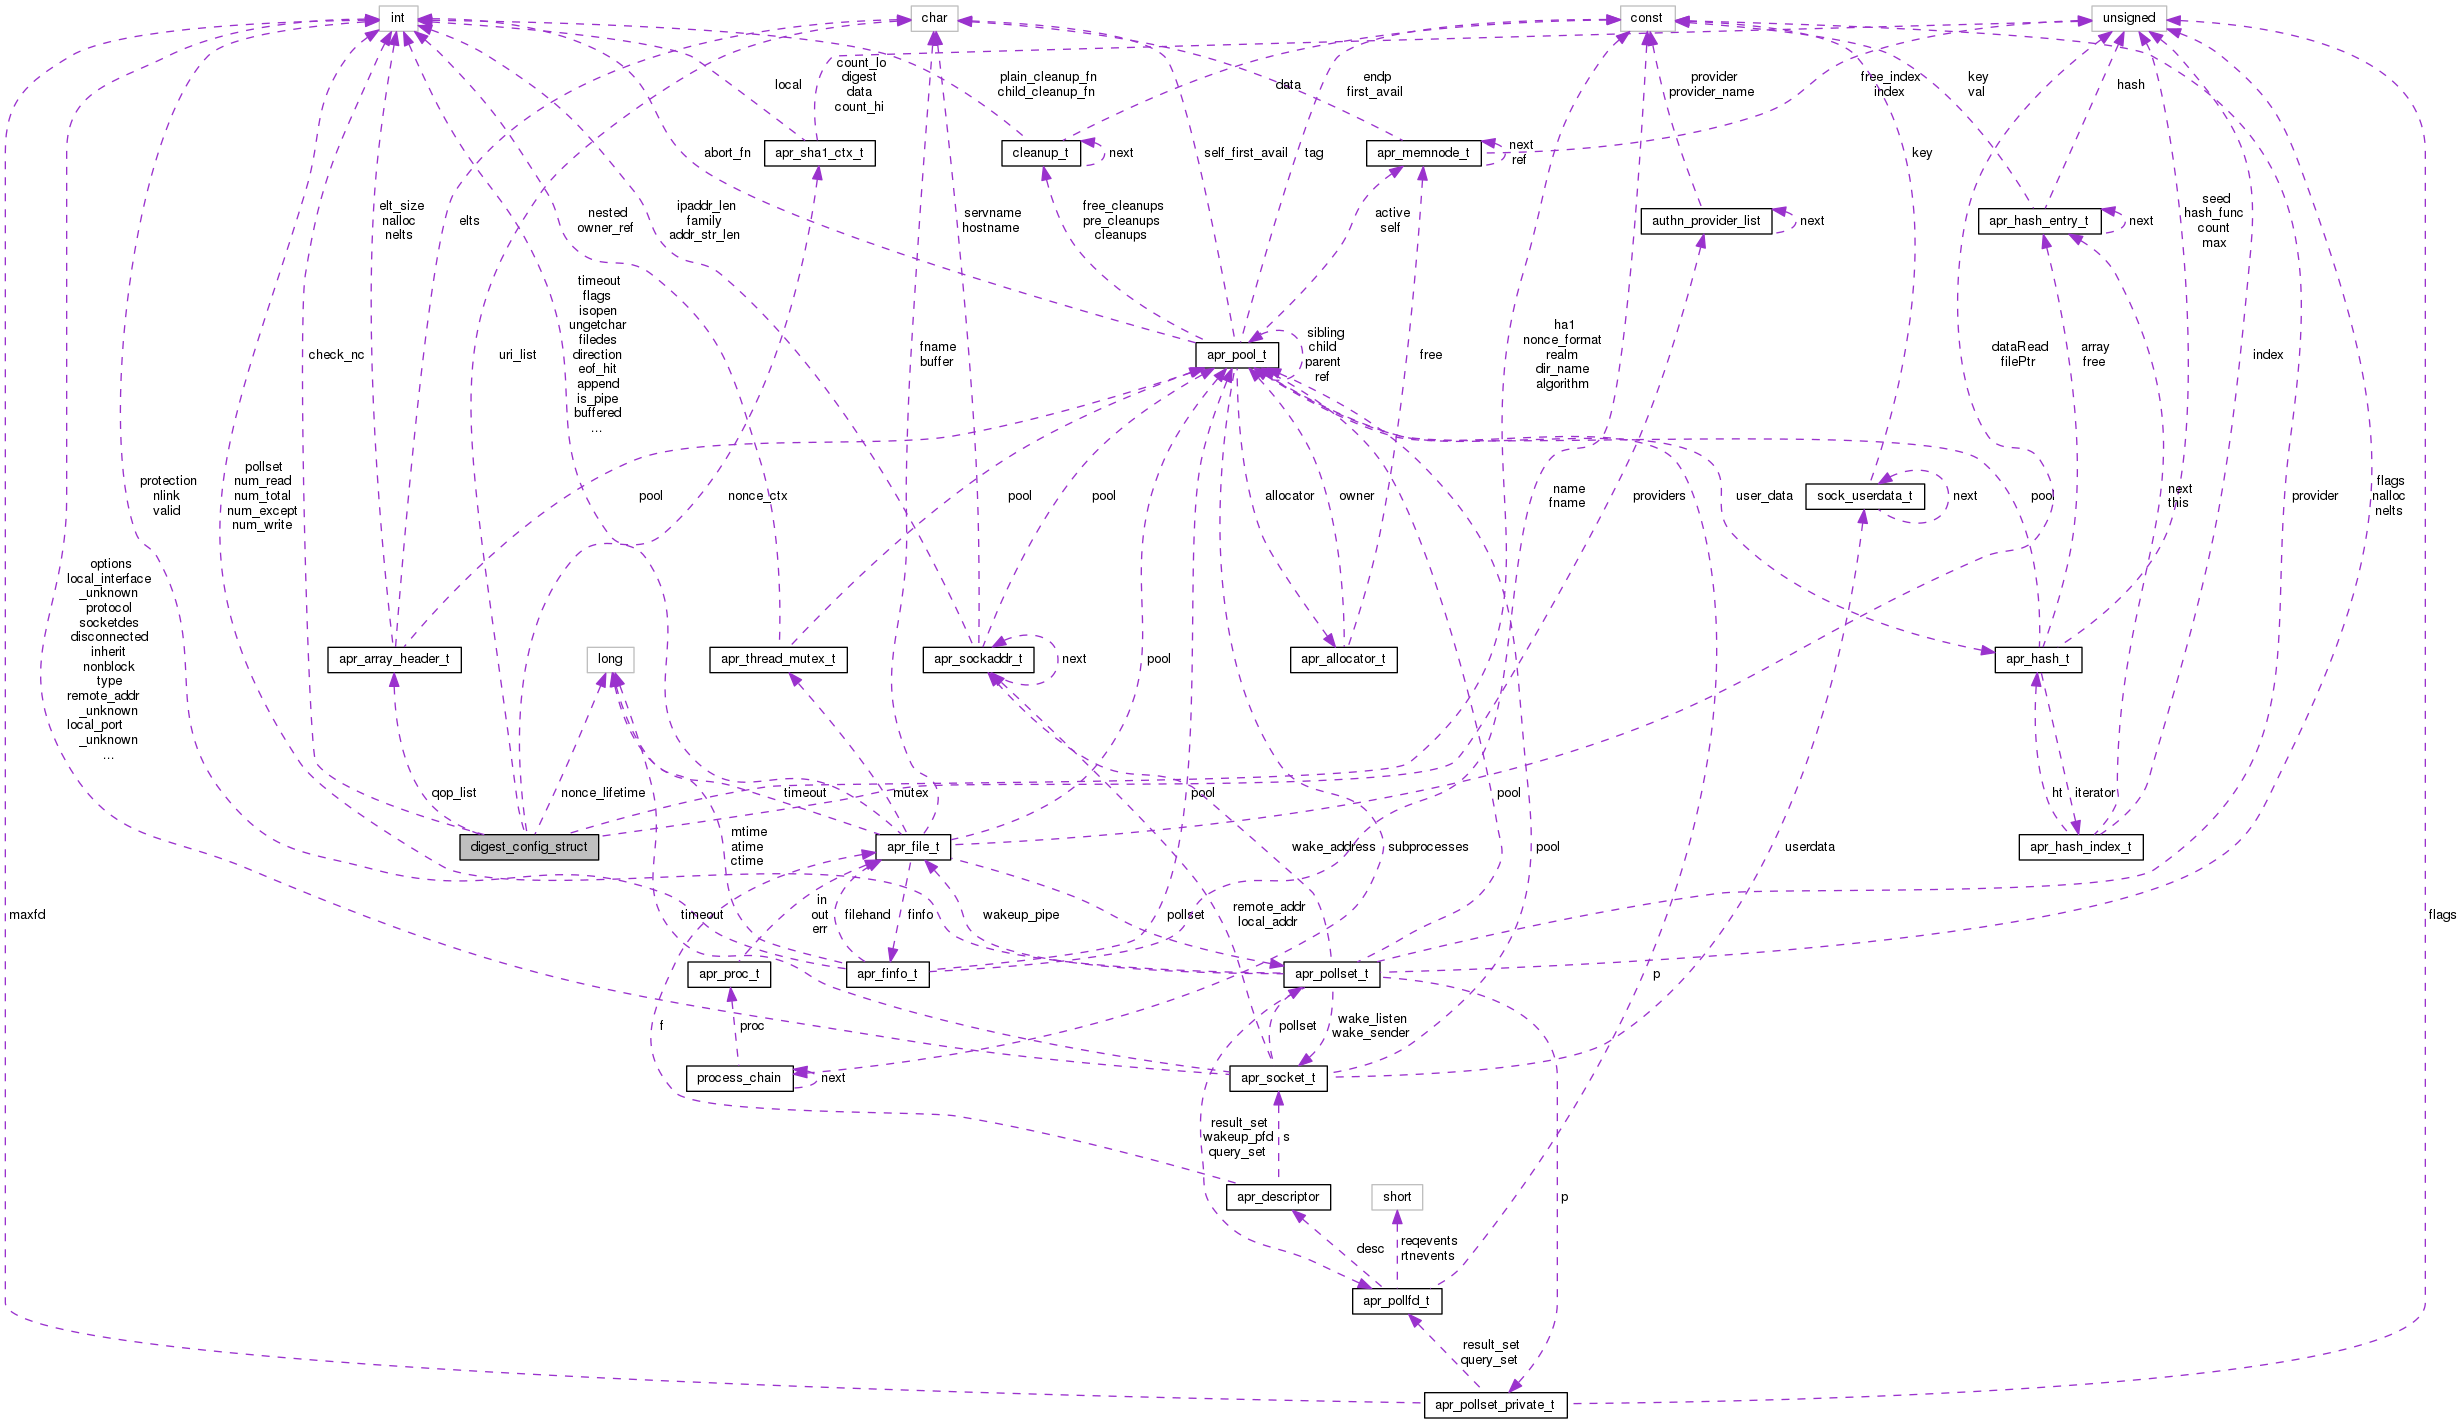 int
char
const
unsigned
local
count_lo
digest
data
count_hi
plain_cleanup_fn
child_cleanup_fn
data
endp
first_avail
provider
provider_name
free_index
index
key
val
hash
apr_sha1_ctx_t
cleanup_t
next
apr_memnode_t
next
ref
abort_fn
self_first_avail
tag
key
elt_size
nalloc
nelts
elts
nested
owner_ref
ipaddr_len
family
addr_str_len
servname
hostname
free_cleanups
pre_cleanups
cleanups
active
self
authn_provider_list
next
apr_hash_entry_t
next
seed
hash_func
count
max
timeout
flags
isopen
ungetchar
filedes
direction
eof_hit
append
is_pipe
buffered
...
check_nc
uri_list
fname
buffer
apr_pool_t
sibling
child
parent
ref
free
ha1
nonce_format
realm
dir_name
algorithm
dataRead
filePtr
array
free
index
protection
nlink
valid
pollset
num_read
num_total
num_except
num_write
pool
nonce_ctx
pool
pool
allocator
owner
name
fname
providers
user_data
sock_userdata_t
next
pool
next
this
provider
flags
nalloc
nelts
options
local_interface
_unknown
protocol
socketdes
disconnected
inherit
nonblock
type
remote_addr
_unknown
local_port
_unknown
...
apr_array_header_t
long
apr_thread_mutex_t
apr_sockaddr_t
next
pool
apr_allocator_t
apr_hash_t
qop_list
nonce_lifetime
timeout
mutex
pool
pool
ht
iterator
digest_config_struct
mtime
atime
ctime
apr_file_t
wake_address
subprocesses
pool
userdata
apr_hash_index_t
maxfd
timeout
in
out
err
filehand
finfo
wakeup_pipe
pollset
remote_addr
local_addr
flags
apr_proc_t
apr_finfo_t
apr_pollset_t
p
f
proc
pollset
wake_listen
wake_sender
process_chain
next
apr_socket_t
result_set
wakeup_pfd
query_set
s
apr_descriptor
short
p
desc
reqevents
rtnevents
apr_pollfd_t
result_set
query_set
apr_pollset_private_t